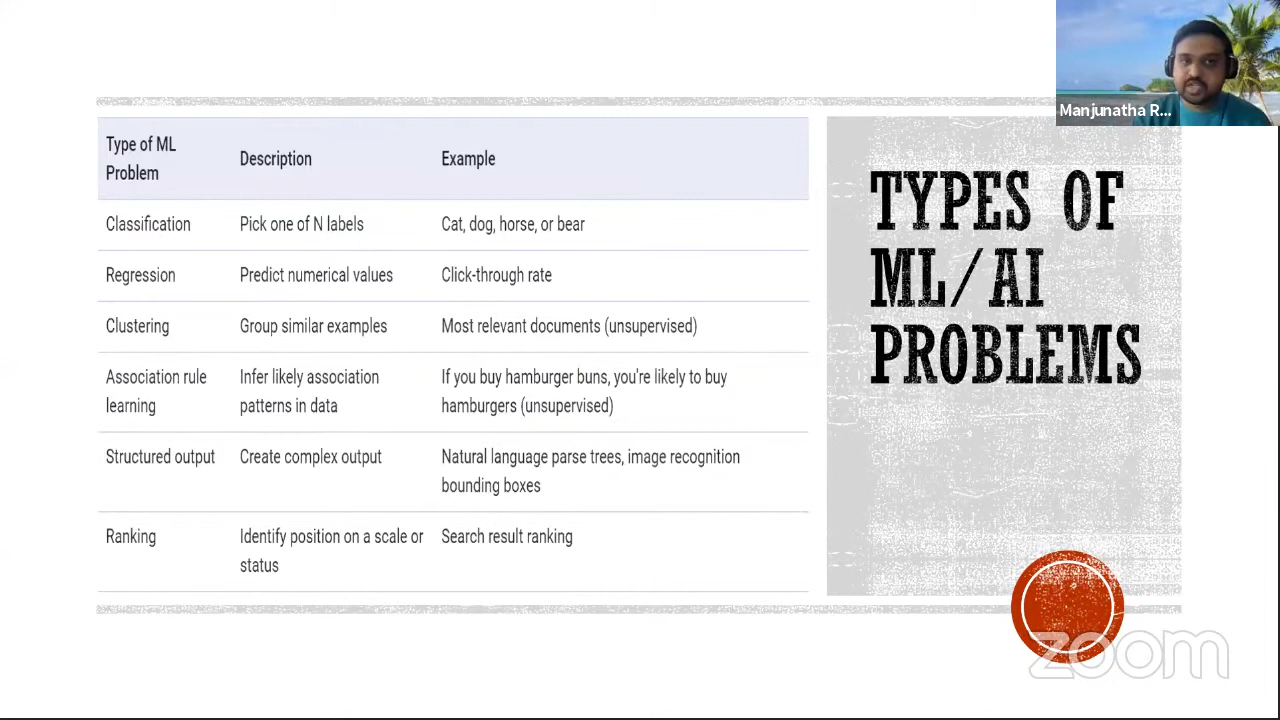 Manjunatha R...
Type of ML
Problem
Description
Example
Classification
Pick one of N labels
Cat, dog, horse, or bear
Regression
Predict numerical values
Click-through rate
Clustering
Group similar examples
Most relevant documents (unsupervised)
Association rule
learning
Infer likely association
patterns in data
If you buy hamburger buns, you're likely to buy
hamburgers (unsupervised)
Structured output
Create complex output
Natural language parse trees, image recognition
bounding boxes
Ranking
Identify position on a scale or
status
Search result ranking
TYPES OF
ML/AI
PROBLEMS
zoom